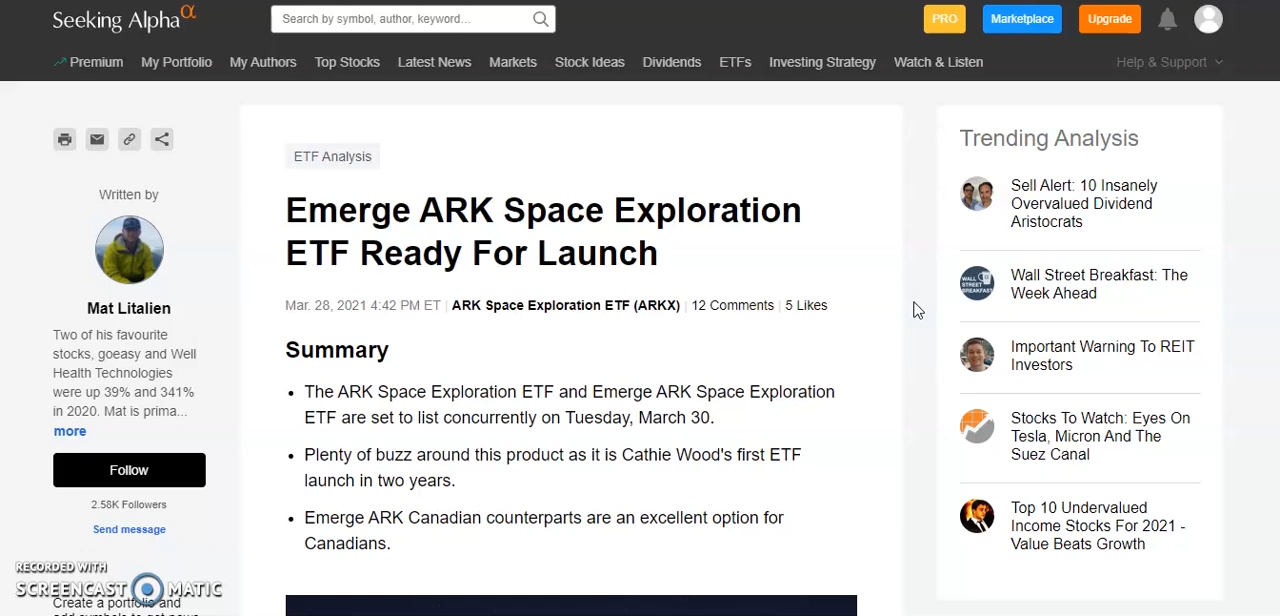 Seeking Alpha α
Search by symbol, author, keyword...
PRO
Marketplace
Upgrade
Premium
My Portfolio
My Authors
Top Stocks
Latest News
Markets
Stock Ideas
Dividends
ETFs
Investing Strategy
Watch & Listen
Help & Support
Written by
Mat Litalien
Two of his favourite
stocks, goeasy and Well
Health Technologies
were up 39% and 341%
in 2020. Mat is prima...
more
Follow
2.58K Followers
Send message
RECORDED WITH
SCREENCAST MATIC
Create a portfolio and
ETF Analysis
Emerge ARK Space Exploration
ETF Ready For Launch
Mar. 28, 2021 4:42 PM ET | ARK Space Exploration ETF (ARKX) | 12 Comments | 5 Likes
Summary
• The ARK Space Exploration ETF and Emerge ARK Space Exploration
ETF are set to list concurrently on Tuesday, March 30.
• Plenty of buzz around this product as it is Cathie Wood's first ETF
launch in two years.
• Emerge ARK Canadian counterparts are an excellent option for
Canadians.
Trending Analysis
Sell Alert: 10 Insanely
Overvalued Dividend
Aristocrats
WALL
STREET
BREAKFAST
Wall Street Breakfast: The
Week Ahead
Important Warning To REIT
Investors
Stocks To Watch: Eyes On
Tesla, Micron And The
Suez Canal
Top 10 Undervalued
Income Stocks For 2021 -
Value Beats Growth